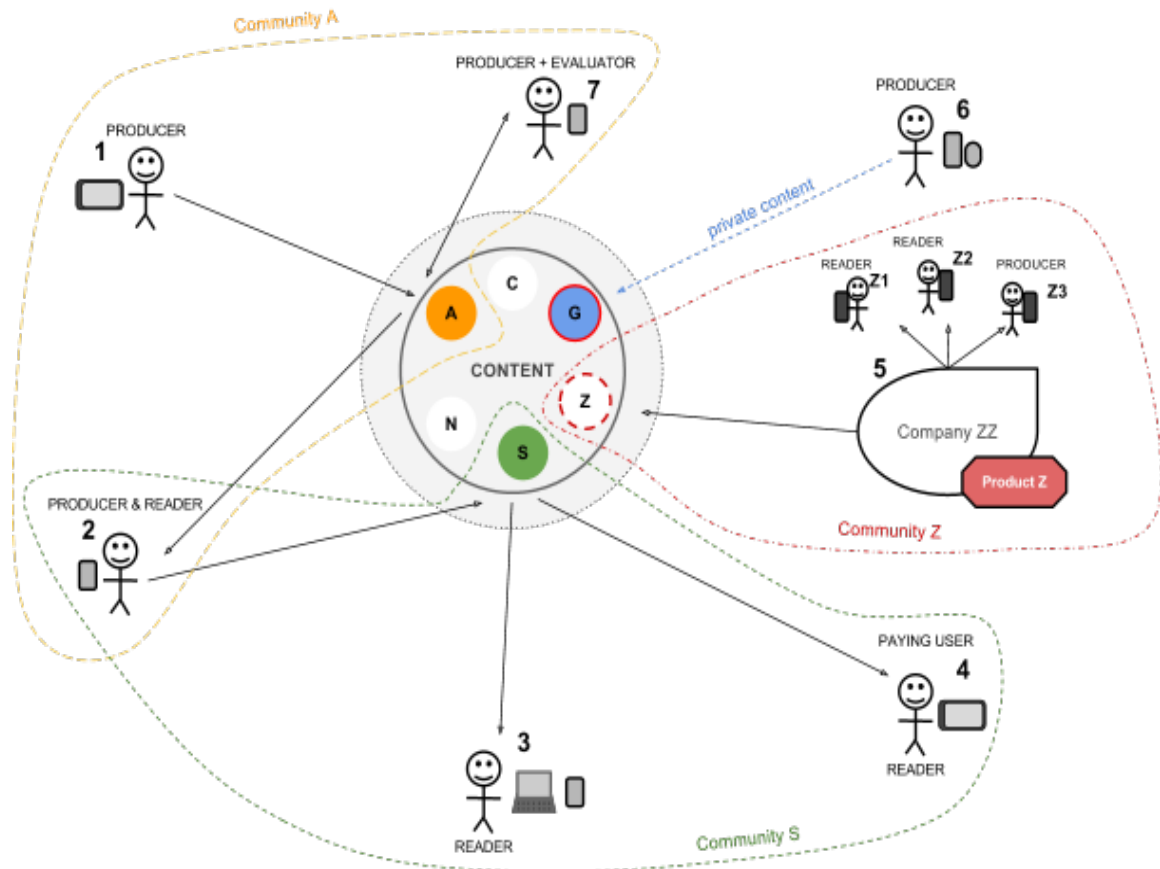 Community A
PRODUCER + EVALUATOR
7
PRODUCER
1
PRODUCER
6
private content
READER
Z2
READER
Z1
PRODUCER
Z3
C
A
G
CONTENT
Z
N
S
5
Company ZZ
Product Z
Community Z
PRODUCER & READER
2
PAYING USER
4
READER
3
READER
Community S